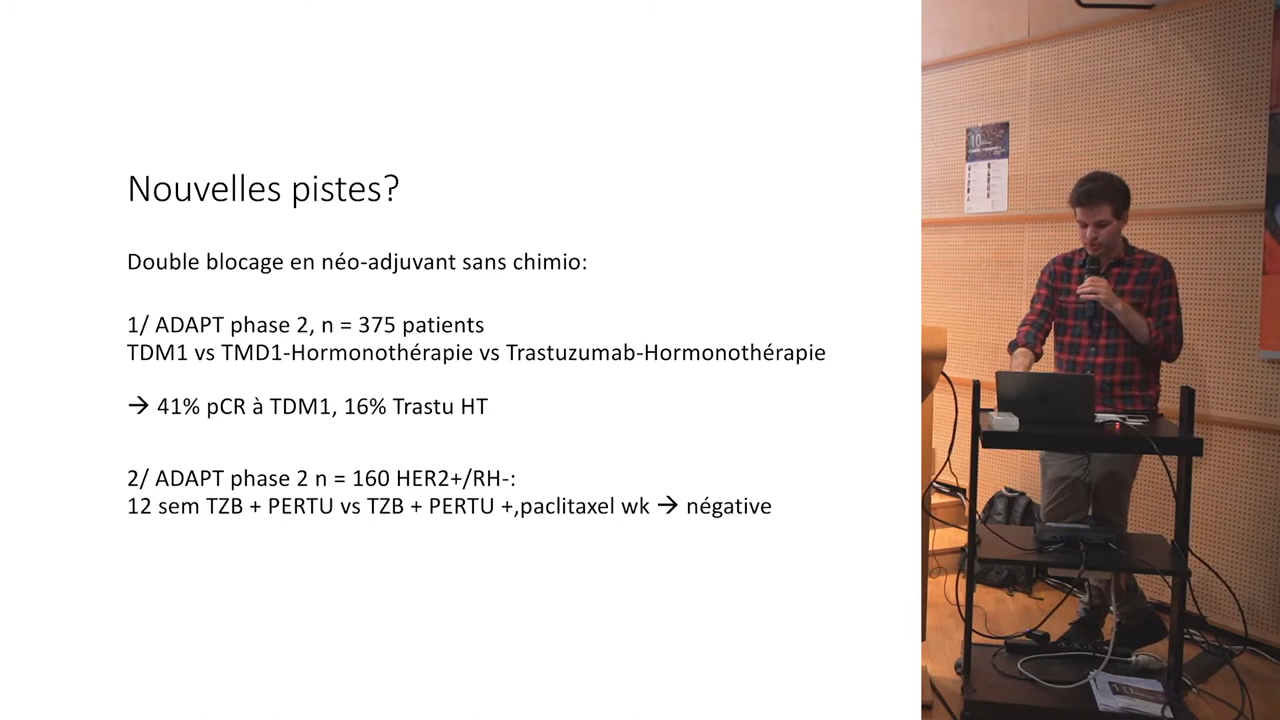 Nouvelles pistes?
Double blocage en néo-adjuvant sans chimio:
1/ ADAPT phase 2, n = 375 patients
TDM1 vs TMD1-Hormonothérapie vs Trastuzumab-Hormonothérapie
→ 41% pCR à TDM1, 16% Trastu HT
2/ ADAPT phase 2 n = 160 HER2+/RH-:
12 sem TZB + PERTU vs TZB + PERTU +,paclitaxel wk → négative
10